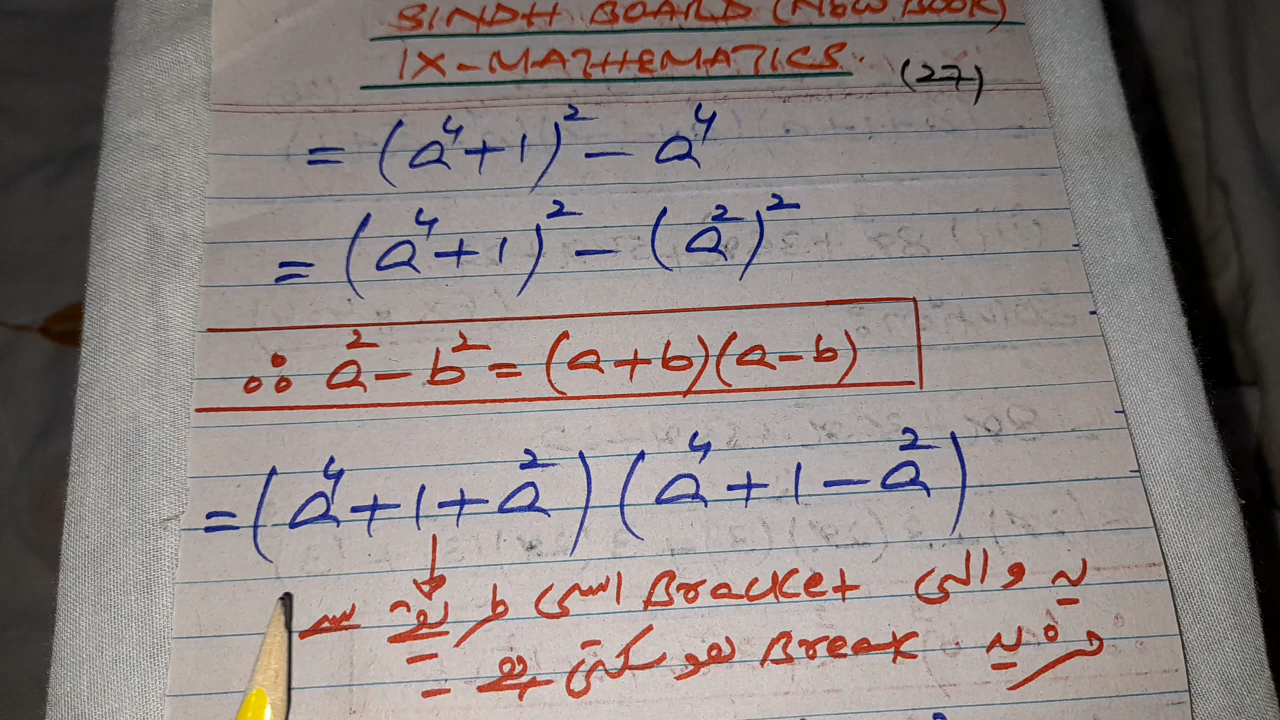 SINDH BOARD (NEW BOOK)
IX-MATHEMATICS.
(27)
= (a⁴+1)² − a⁴
= (a⁴+1)² − (a²)²
∴ a²−b² = (a+b)(a−b)
= (a⁴+1+a²) (a⁴+1−a²)
یہ والی Bracket اسی طریقے سے
مزید Break ہو سکتی ہے۔